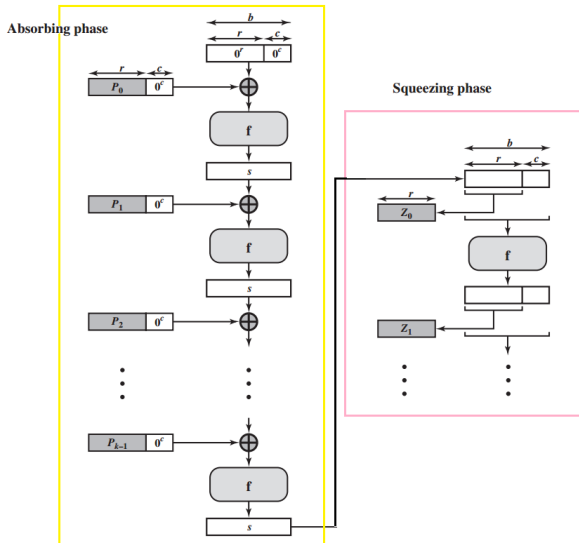 Absorbing phase
b
r c
0^r 0^c
r c
P_0 0^c
f
s
P_1 0^c
f
s
P_2 0^c
P_{k–1} 0^c
f
s
Squeezing phase
b
r c
r
Z_0
f
Z_1